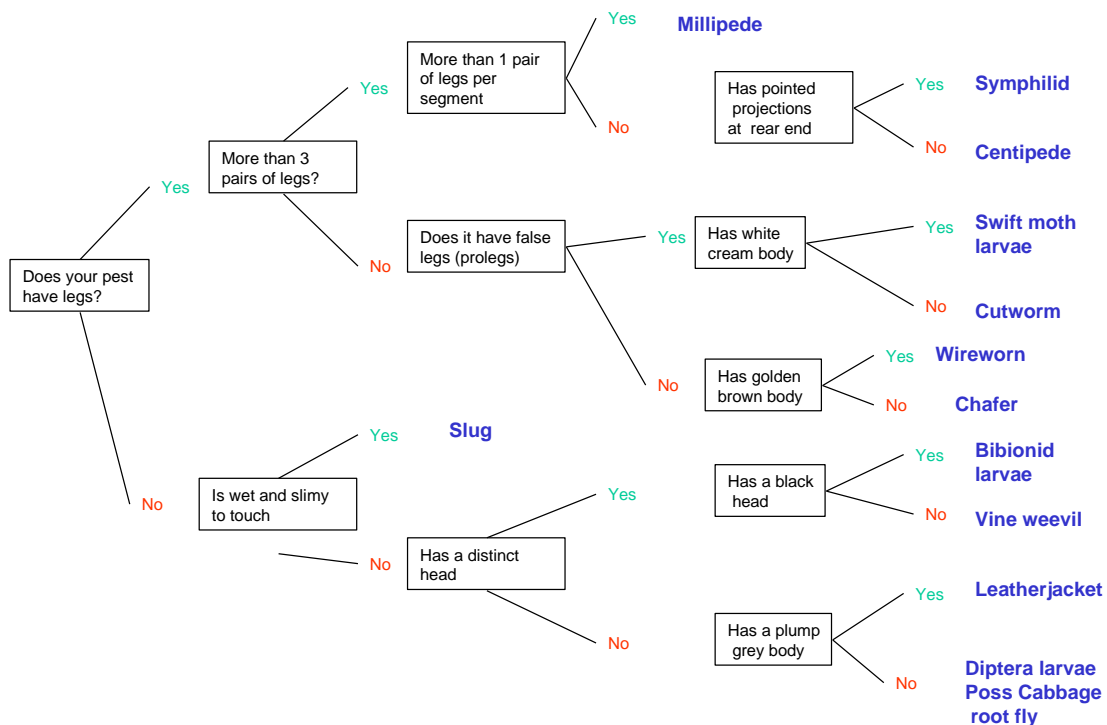 Yes
Millipede
More than 1 pair
of legs per
segment
Yes
No
Has pointed
projections
at rear end
Yes
Symphilid
No
Centipede
More than 3
pairs of legs?
Yes
No
Does it have false
legs (prolegs)
Yes
Has white
cream body
Yes
Swift moth
larvae
No
Cutworm
Does your pest
have legs?
No
Has golden
brown body
Yes
Wireworn
No
Chafer
No
Is wet and slimy
to touch
Yes
Slug
No
Has a distinct
head
Yes
Has a black
head
Yes
Bibionid
larvae
No
Vine weevil
No
Has a plump
grey body
Yes
Leatherjacket
No
Diptera larvae
Poss Cabbage
root fly